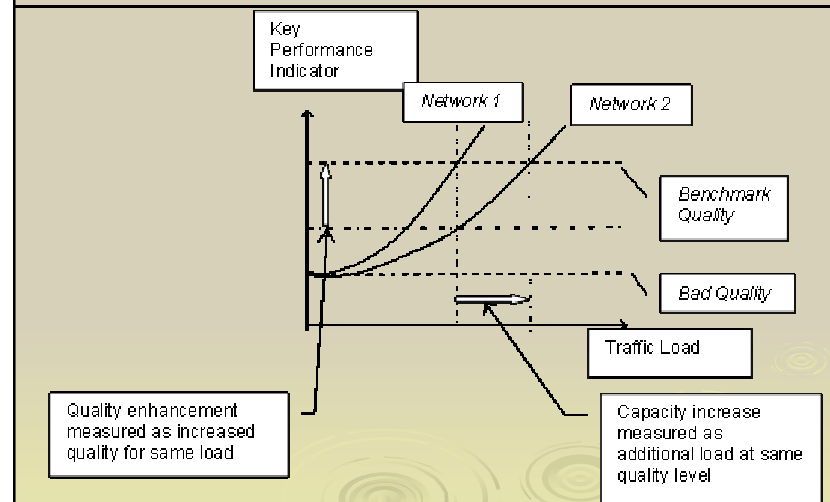 Key
Performance
Indicator
Network 1
Network 2
Benchmark
Quality
Bad Quality
Traffic Load
Quality enhancement
measured as increased
quality for same load
Capacity increase
measured as
additional load at same
quality level